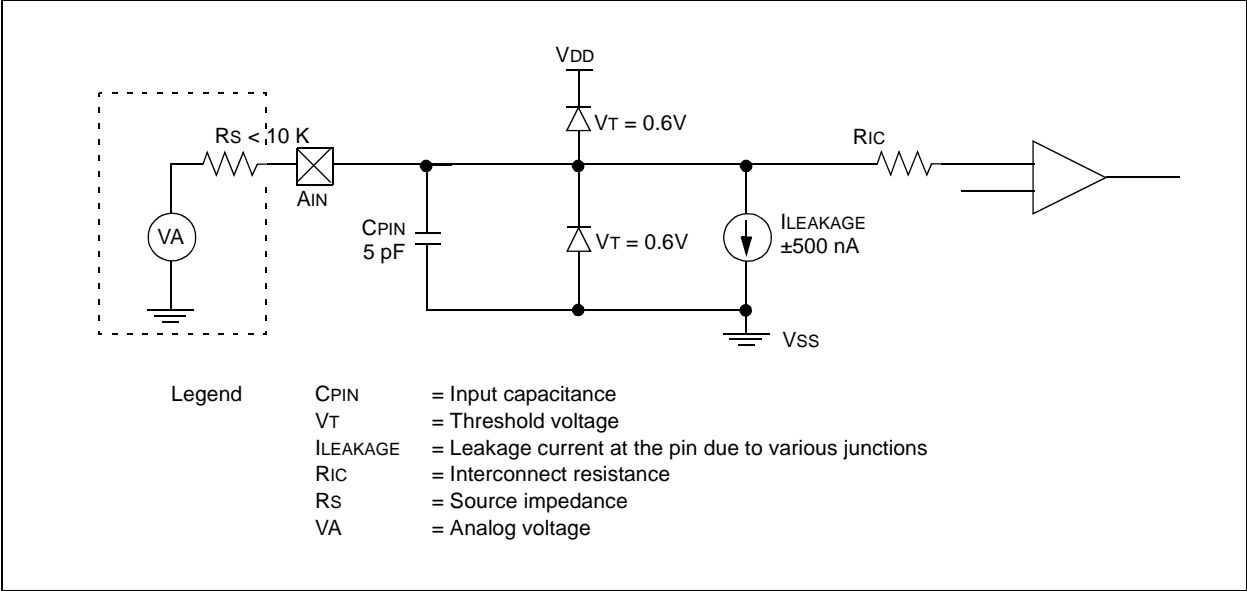 VDD
VT = 0.6V
RS < 10 K
RIC
AIN
VA
CPIN
5 pF
VT = 0.6V
ILEAKAGE
±500 nA
VSS
Legend
CPIN = Input capacitance
VT = Threshold voltage
ILEAKAGE = Leakage current at the pin due to various junctions
RIC = Interconnect resistance
RS = Source impedance
VA = Analog voltage